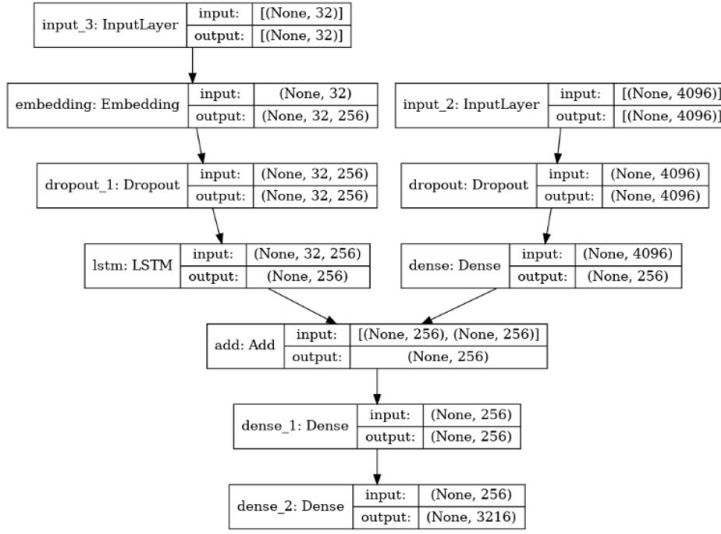 input_3: InputLayer
input: [(None, 32)]
output: [(None, 32)]
embedding: Embedding
input: (None, 32)
output: (None, 32, 256)
input_2: InputLayer
input: [(None, 4096)]
output: [(None, 4096)]
dropout_1: Dropout
input: (None, 32, 256)
output: (None, 32, 256)
dropout: Dropout
input: (None, 4096)
output: (None, 4096)
lstm: LSTM
input: (None, 32, 256)
output: (None, 256)
dense: Dense
input: (None, 4096)
output: (None, 256)
add: Add
input: [(None, 256), (None, 256)]
output: (None, 256)
dense_1: Dense
input: (None, 256)
output: (None, 256)
dense_2: Dense
input: (None, 256)
output: (None, 3216)